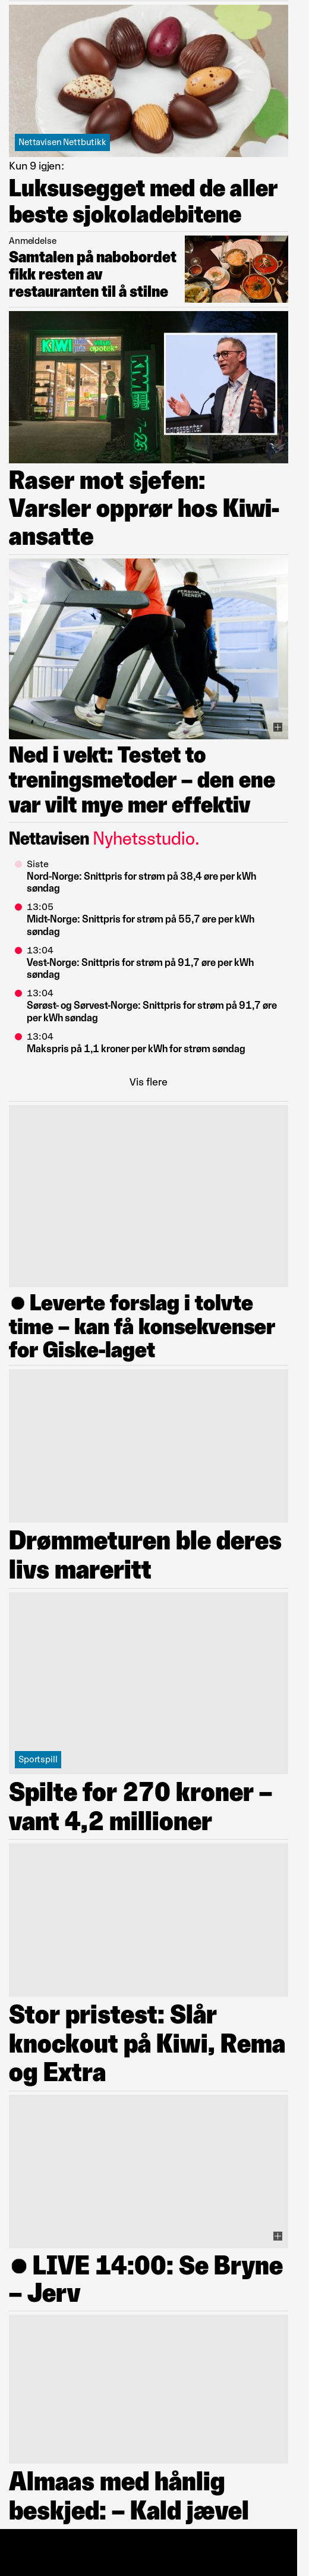 Nettavisen Nettbutikk
Kun 9 igjen:
Luksusegget med de aller
beste sjokoladebitene
Anmeldelse
Samtalen på nabobordet
fikk resten av
restauranten til å stilne
KIWI
apotek+
KIWI
7-23
pressesenter
Raser mot sjefen:
Varsler opprør hos Kiwi-
ansatte
PERSONLIG
TRENER
Ned i vekt: Testet to
treningsmetoder – den ene
var vilt mye mer effektiv
Nettavisen Nyhetsstudio.
Siste
Nord-Norge: Snittpris for strøm på 38,4 øre per kWh
søndag
13:05
Midt-Norge: Snittpris for strøm på 55,7 øre per kWh
søndag
13:04
Vest-Norge: Snittpris for strøm på 91,7 øre per kWh
søndag
13:04
Sørøst- og Sørvest-Norge: Snittpris for strøm på 91,7 øre
per kWh søndag
13:04
Makspris på 1,1 kroner per kWh for strøm søndag
Vis flere
Leverte forslag i tolvte
time – kan få konsekvenser
for Giske-laget
Drømmeturen ble deres
livs mareritt
Sportspill
Spilte for 270 kroner –
vant 4,2 millioner
Stor pristest: Slår
knockout på Kiwi, Rema
og Extra
LIVE 14:00: Se Bryne
– Jerv
Almaas med hånlig
beskjed: – Kald jævel